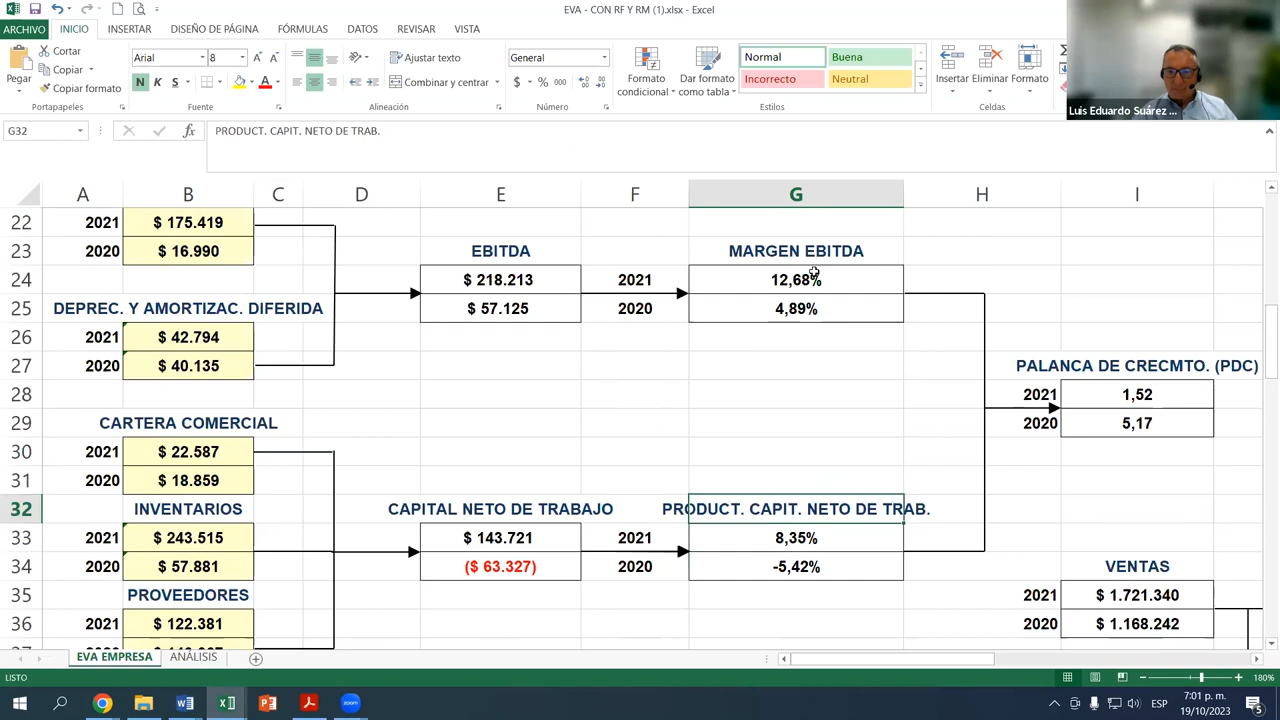 EVA - CON RF Y RM (1).xlsx - Excel
ARCHIVO INICIO INSERTAR DISEÑO DE PÁGINA FÓRMULAS DATOS REVISAR VISTA
Pegar
Cortar
Copiar
Copiar formato
Portapapeles
Arial 8
N K S
Fuente
Ajustar texto
Combinar y centrar
Alineación
General
$ % 000
Número
Formato condicional
Dar formato como tabla
Normal Buena
Incorrecto Neutral
Estilos
Insertar Eliminar Formato
Celdas
Luis Eduardo Suárez ...
G32 fx PRODUCT. CAPIT. NETO DE TRAB.
A B C D E F G H I
22 2021 $ 175.419
23 2020 $ 16.990 EBITDA MARGEN EBITDA
24 $ 218.213 2021 12,68%
25 DEPREC. Y AMORTIZAC. DIFERIDA $ 57.125 2020 4,89%
26 2021 $ 42.794
27 2020 $ 40.135 PALANCA DE CRECMTO. (PDC)
28 2021 1,52
29 CARTERA COMERCIAL 2020 5,17
30 2021 $ 22.587
31 2020 $ 18.859
32 INVENTARIOS CAPITAL NETO DE TRABAJO PRODUCT. CAPIT. NETO DE TRAB.
33 2021 $ 243.515 $ 143.721 2021 8,35%
34 2020 $ 57.881 ($ 63.327) 2020 -5,42% VENTAS
35 PROVEEDORES 2021 $ 1.721.340
36 2021 $ 122.381 2020 $ 1.168.242
EVA EMPRESA ANÁLISIS
LISTO 180%
ESP
7:01 p. m.
19/10/2023
5